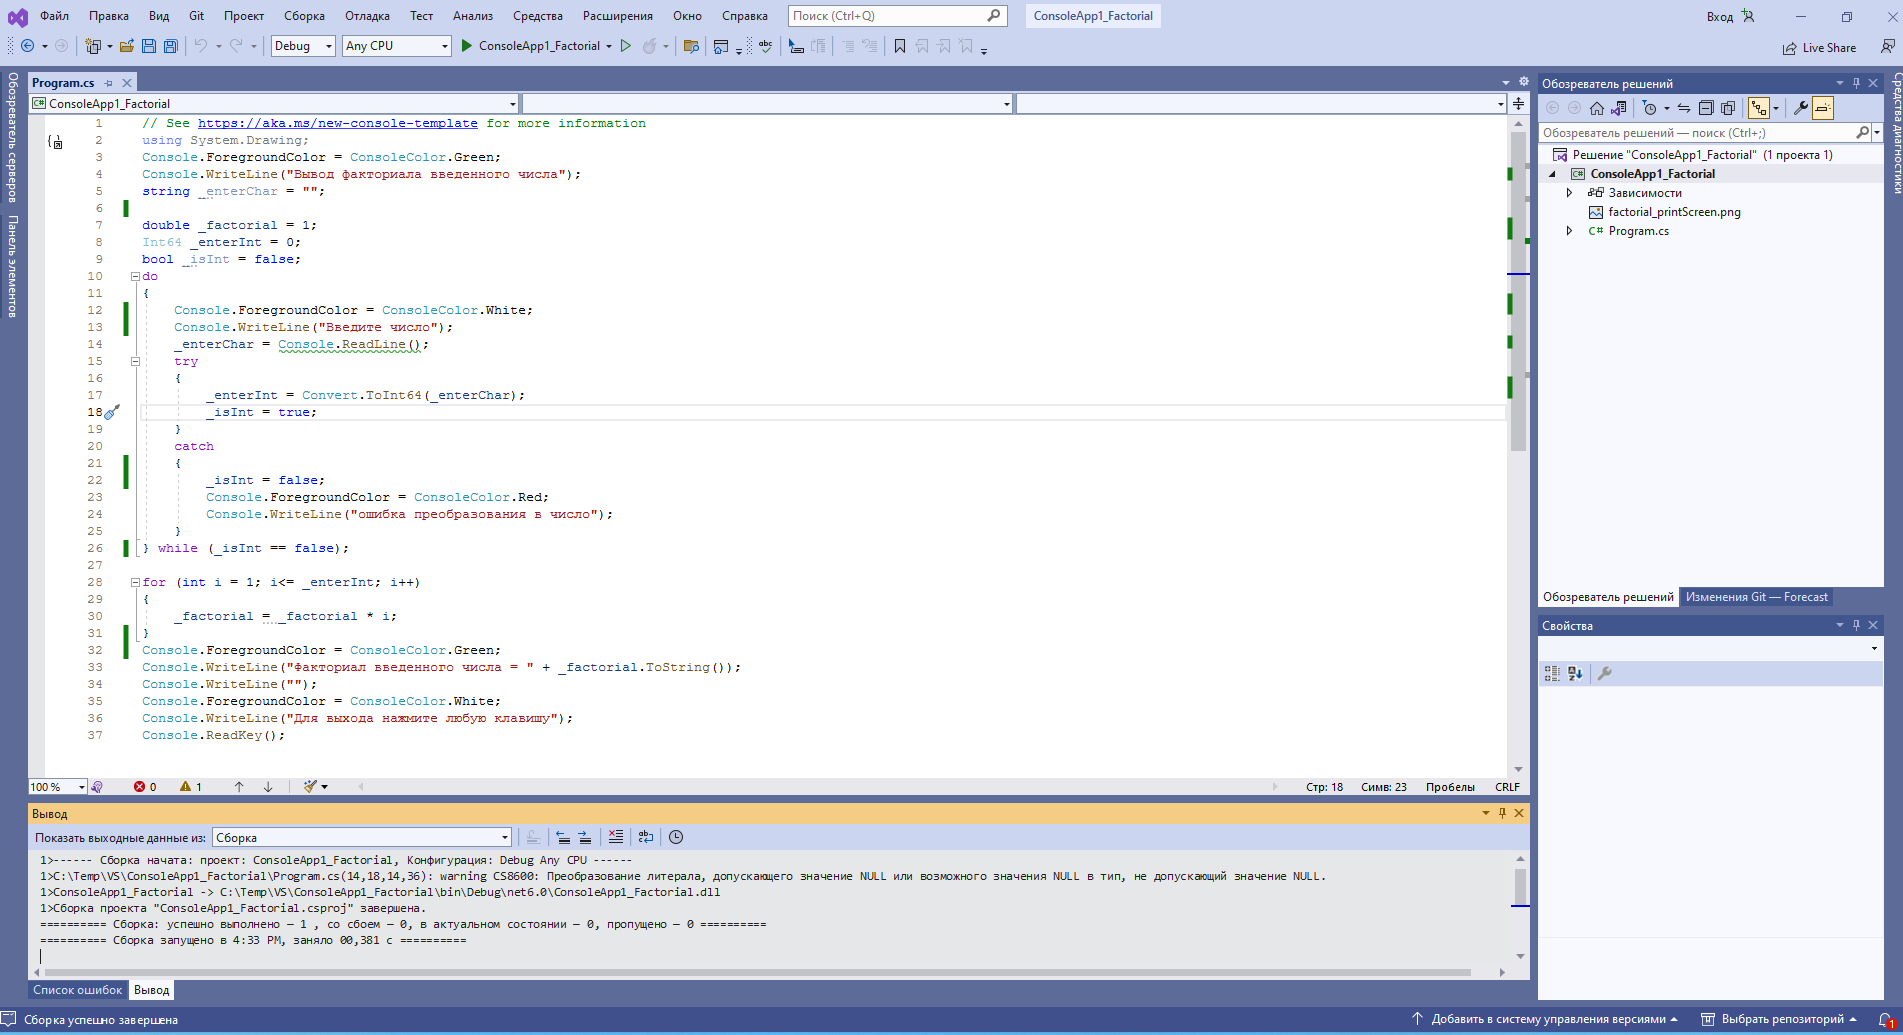 Файл Правка Вид Git Проект Сборка Отладка Тест Анализ Средства Расширения Окно Справка Поиск (Ctrl+Q) ConsoleApp1_Factorial Вход
Debug Any CPU ConsoleApp1_Factorial Live Share
Обозреватель серверов
Панель элементов
Program.cs
C# ConsoleApp1_Factorial
1 // See https://aka.ms/new-console-template for more information
2 using System.Drawing;
3 Console.ForegroundColor = ConsoleColor.Green;
4 Console.WriteLine("Вывод факториала введенного числа");
5 string _enterChar = "";
6
7 double _factorial = 1;
8 Int64 _enterInt = 0;
9 bool _isInt = false;
10 do
11 {
12 Console.ForegroundColor = ConsoleColor.White;
13 Console.WriteLine("Введите число");
14 _enterChar = Console.ReadLine();
15 try
16 {
17 _enterInt = Convert.ToInt64(_enterChar);
18 _isInt = true;
19 }
20 catch
21 {
22 _isInt = false;
23 Console.ForegroundColor = ConsoleColor.Red;
24 Console.WriteLine("ошибка преобразования в число");
25 }
26 } while (_isInt == false);
27
28 for (int i = 1; i<= _enterInt; i++)
29 {
30 _factorial = _factorial * i;
31 }
32 Console.ForegroundColor = ConsoleColor.Green;
33 Console.WriteLine("Факториал введенного числа = " + _factorial.ToString());
34 Console.WriteLine("");
35 Console.ForegroundColor = ConsoleColor.White;
36 Console.WriteLine("Для выхода нажмите любую клавишу");
37 Console.ReadKey();
100 % 0 1 Стр: 18 Симв: 23 Пробелы CRLF
Вывод
Показать выходные данные из: Сборка
1>------ Сборка начата: проект: ConsoleApp1_Factorial, Конфигурация: Debug Any CPU ------
1>C:\Temp\VS\ConsoleApp1_Factorial\Program.cs(14,18,14,36): warning CS8600: Преобразование литерала, допускающего значение NULL или возможного значения NULL в тип, не допускающий значение NULL.
1>ConsoleApp1_Factorial -> C:\Temp\VS\ConsoleApp1_Factorial\bin\Debug\net6.0\ConsoleApp1_Factorial.dll
1>Сборка проекта "ConsoleApp1_Factorial.csproj" завершена.
========== Сборка: успешно выполнено — 1 , со сбоем — 0, в актуальном состоянии — 0, пропущено — 0 ==========
========== Сборка запущено в 4:33 PM, заняло 00,381 с ==========
Список ошибок Вывод
Обозреватель решений
Обозреватель решений — поиск (Ctrl+;)
Решение "ConsoleApp1_Factorial" (1 проекта 1)
C# ConsoleApp1_Factorial
Зависимости
factorial_printScreen.png
C# Program.cs
Обозреватель решений Изменения Git — Forecast
Свойства
Средства диагностики
Сборка успешно завершена Добавить в систему управления версиями Выбрать репозиторий 1